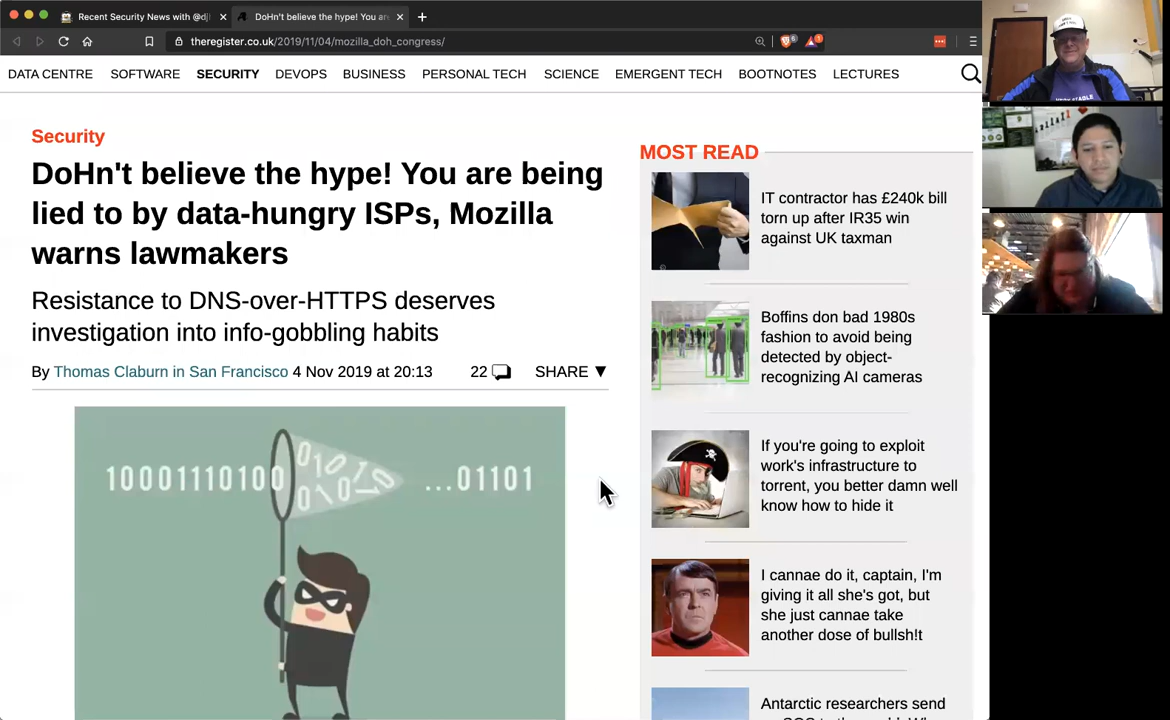 Recent Security News with @dj
DoHn't believe the hype! You are
theregister.co.uk/2019/11/04/mozilla_doh_congress/
DATA CENTRE SOFTWARE SECURITY DEVOPS BUSINESS PERSONAL TECH SCIENCE EMERGENT TECH BOOTNOTES LECTURES
Security
DoHn't believe the hype! You are being
lied to by data-hungry ISPs, Mozilla
warns lawmakers
Resistance to DNS-over-HTTPS deserves
investigation into info-gobbling habits
By Thomas Claburn in San Francisco 4 Nov 2019 at 20:13 22 SHARE ▼
10001110100 01010 01010 ...01101
MOST READ
IT contractor has £240k bill
torn up after IR35 win
against UK taxman
Boffins don bad 1980s
fashion to avoid being
detected by object-
recognizing AI cameras
If you're going to exploit
work's infrastructure to
torrent, you better damn well
know how to hide it
I cannae do it, captain, I'm
giving it all she's got, but
she just cannae take
another dose of bullsh!t
Antarctic researchers send